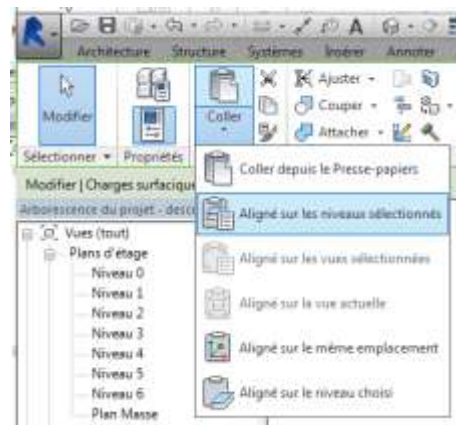 Architecture Structure Systèmes Insérer Annoter
Modifier
Coller
Ajuster
Couper
Attacher
Sélectionner Propriétés
Modifier | Charges surfaciqu
Arborescence du projet - desce
Coller depuis le Presse-papiers
Aligné sur les niveaux sélectionnés
Aligné sur les vues sélectionnées
Aligné sur la vue actuelle
Aligné sur le même emplacement
Aligné sur le niveau choisi
Vues (tout)
Plans d'étage
Niveau 0
Niveau 1
Niveau 2
Niveau 3
Niveau 4
Niveau 5
Niveau 6
Plan Masse